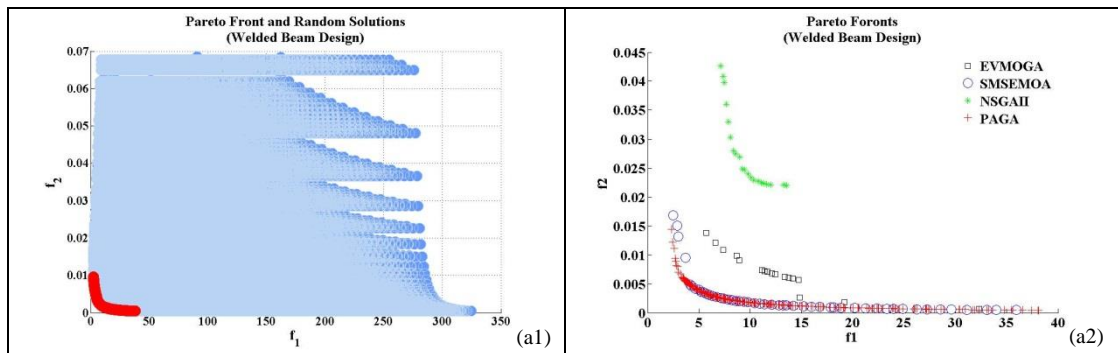 Pareto Front and Random Solutions
(Welded Beam Design)
0.07
0.06
0.05
0.04
0.03
0.02
0.01
0
f2
0 50 100 150 200 250 300 350
f1
(a1)
Pareto Foronts
(Welded Beam Design)
0.045
0.04
0.035
0.03
0.025
0.02
0.015
0.01
0.005
0
f2
EVMOGA
SMSEMOA
NSGAII
PAGA
0 5 10 15 20 25 30 35 40
f1
(a2)